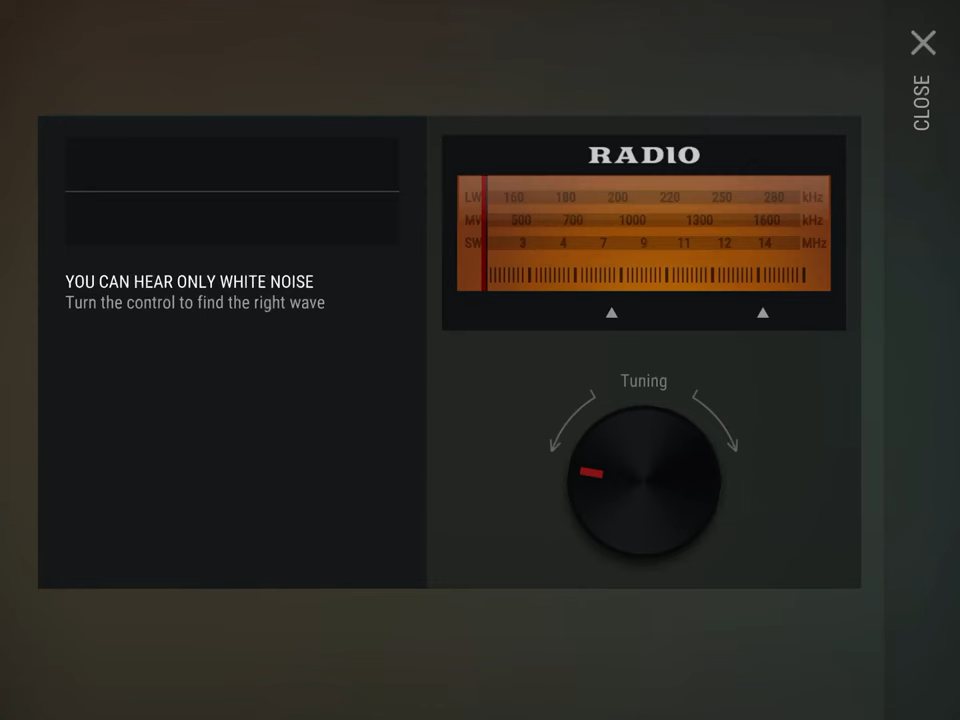 CLOSE
RADIO
LW 160 180 200 220 250 280 kHz
MW 500 700 1000 1300 1600 kHz
SW 3 4 7 9 11 12 14 MHz
YOU CAN HEAR ONLY WHITE NOISE
Turn the control to find the right wave
Tuning